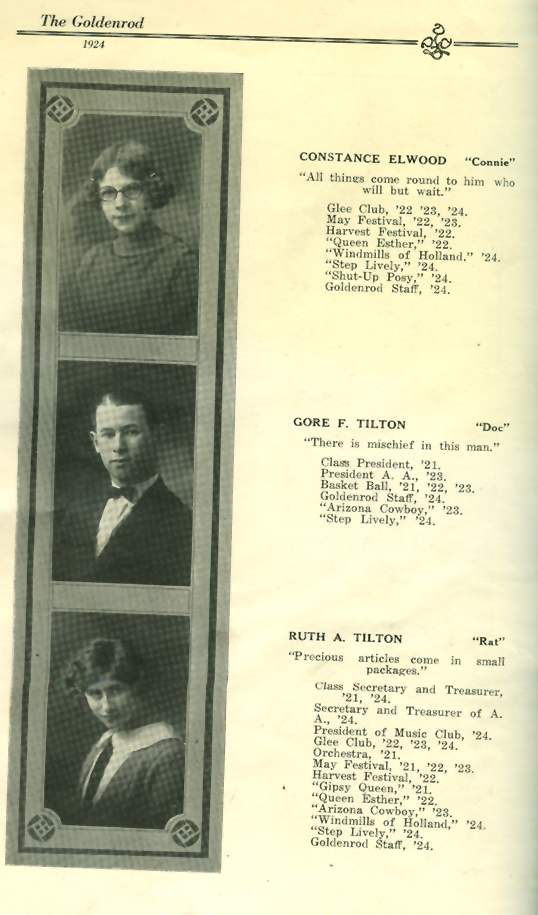 The Goldenrod
1924
CONSTANCE ELWOOD "Connie"
"All things come round to him who
will but wait."
Glee Club, '22 '23, '24.
May Festival, '22, '23.
Harvest Festival, '22.
"Queen Esther," '22.
"Windmills of Holland." '24.
"Step Lively," '24.
"Shut-Up Posy," '24.
Goldenrod Staff, '24.
GORE F. TILTON "Doc"
"There is mischief in this man."
Class President, '21.
President A. A., '23.
Basket Ball, '21, '22, '23.
Goldenrod Staff, '24.
"Arizona Cowboy," '23.
"Step Lively," '24.
RUTH A. TILTON "Rat"
"Precious articles come in small
packages."
Class Secretary and Treasurer,
'21, '24.
Secretary and Treasurer of A.
A., '24.
President of Music Club, '24.
Glee Club, '22, '23, '24.
Orchestra, '21.
May Festival, '21, '22, '23.
Harvest Festival, '22.
"Gipsy Queen," '21.
"Queen Esther," '22.
"Arizona Cowboy," '23.
"Windmills of Holland," '24.
"Step Lively," '24.
Goldenrod Staff, '24.